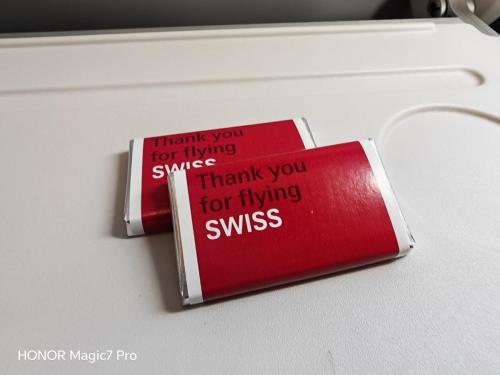 Thank you
for flying
SWISS
Thank you
for flying
SWISS
HONOR Magic7 Pro